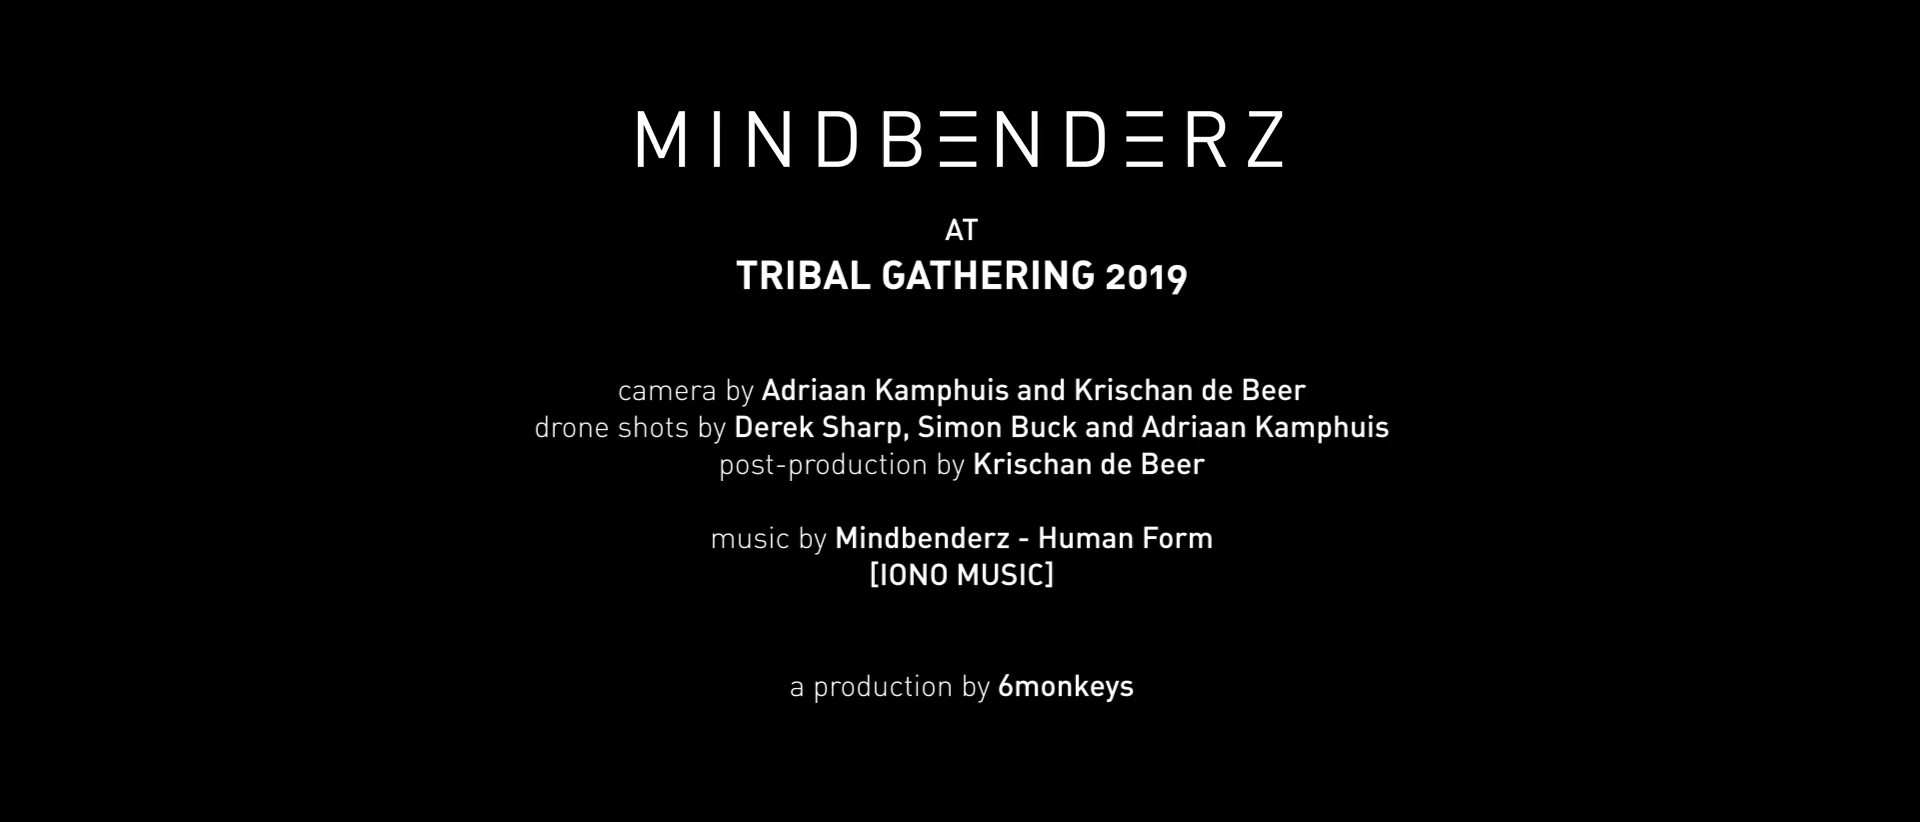 MINDBENDERZ
AT
TRIBAL GATHERING 2019
camera by Adriaan Kamphuis and Krischan de Beer
drone shots by Derek Sharp, Simon Buck and Adriaan Kamphuis
post-production by Krischan de Beer
music by Mindbenderz - Human Form
[IONO MUSIC]
a production by 6monkeys